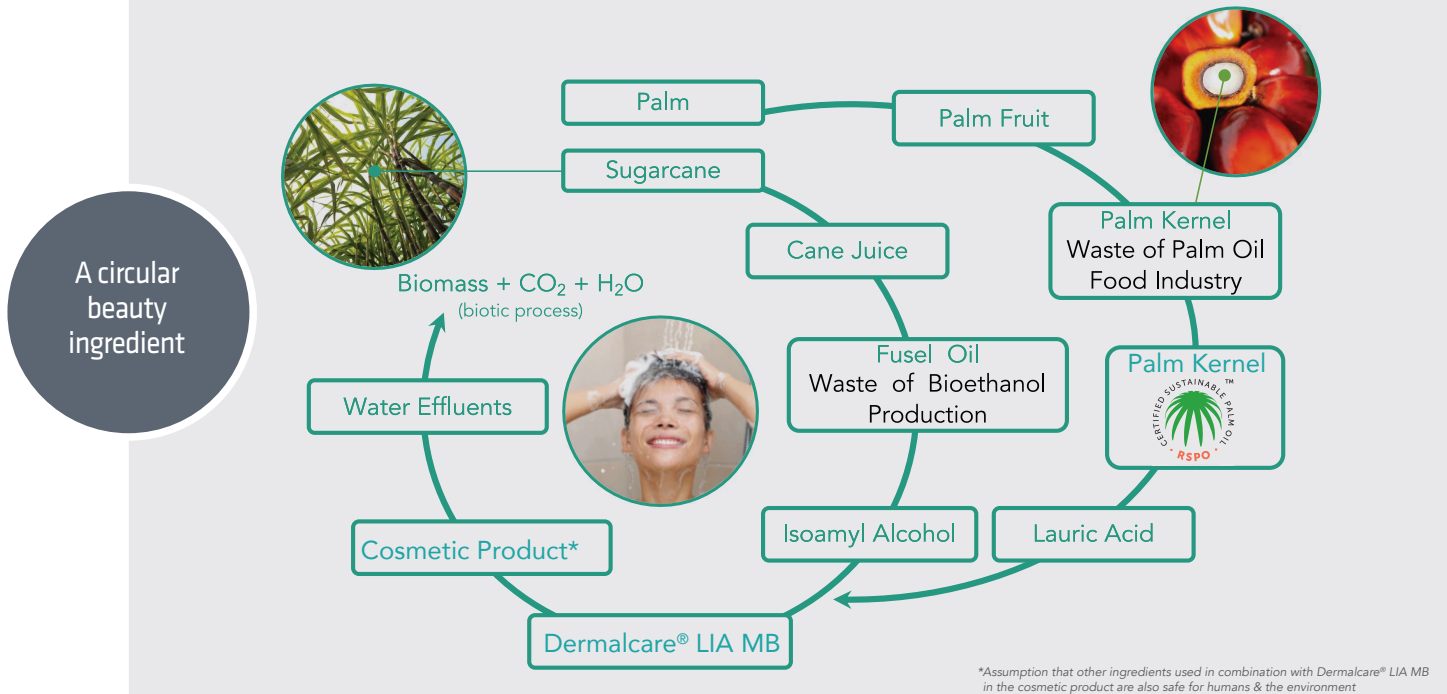 A circular
beauty
ingredient
Palm
Palm Fruit
Sugarcane
Palm Kernel
Waste of Palm Oil
Food Industry
Cane Juice
Biomass + CO₂ + H₂O
(biotic process)
Fusel Oil
Waste of Bioethanol
Production
Palm Kernel
CERTIFIED SUSTAINABLE PALM OIL ™
RSPO
Water Effluents
Isoamyl Alcohol
Lauric Acid
Cosmetic Product*
Dermalcare® LIA MB
*Assumption that other ingredients used in combination with Dermalcare® LIA MB
in the cosmetic product are also safe for humans & the environment